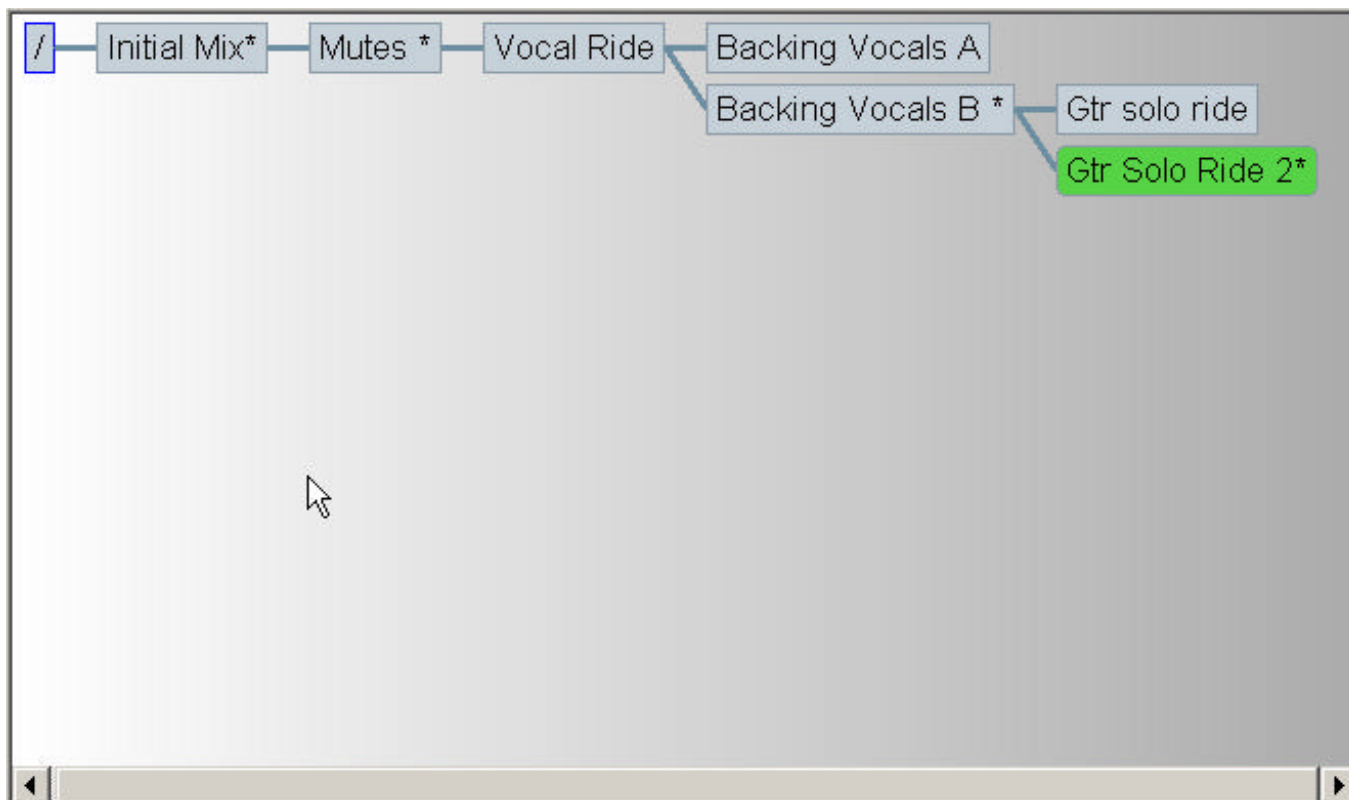 / Initial Mix* Mutes * Vocal Ride Backing Vocals A
Backing Vocals B * Gtr solo ride
Gtr Solo Ride 2*